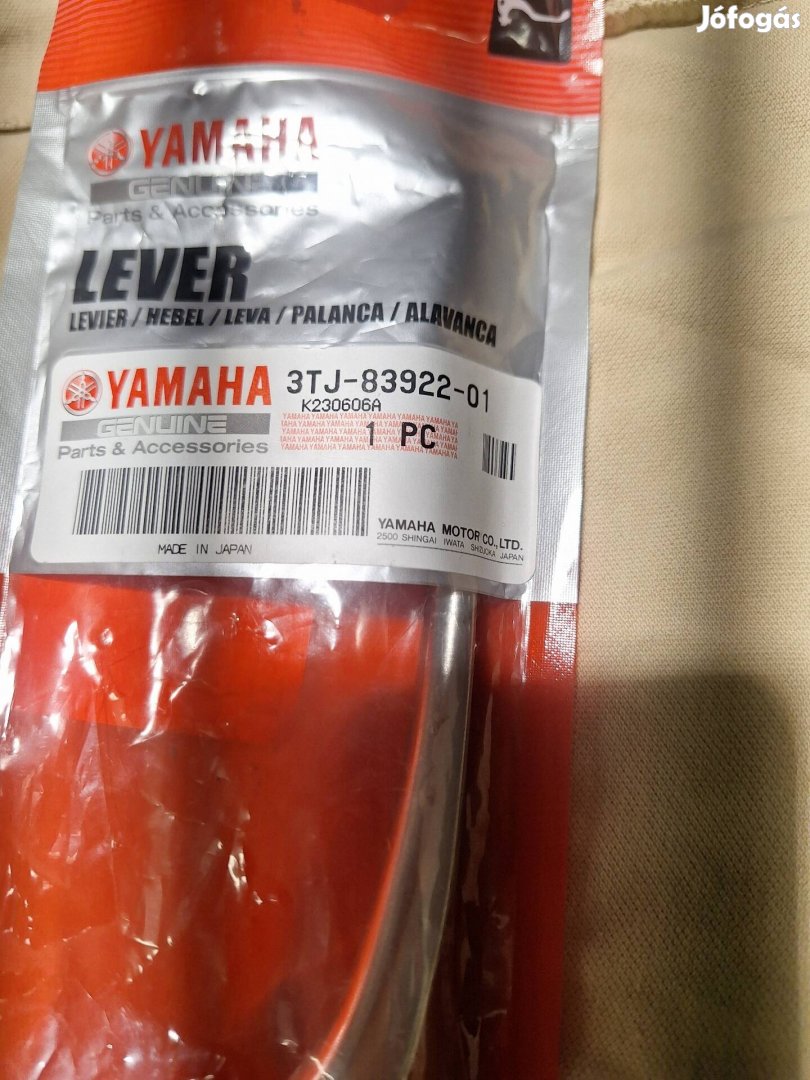 Jófogás
YAMAHA
GENUINE
Parts & Accessories
LEVER
LEVIER / HEBEL / LEVA / PALANCA / ALAVANCA
YAMAHA 3TJ-83922-01
GENUINE K230606A
Parts & Accessories 1 PC
YAMAHA MOTOR CO., LTD.
2500 SHINGAI IWATA SHIZUOKA JAPAN
MADE IN JAPAN